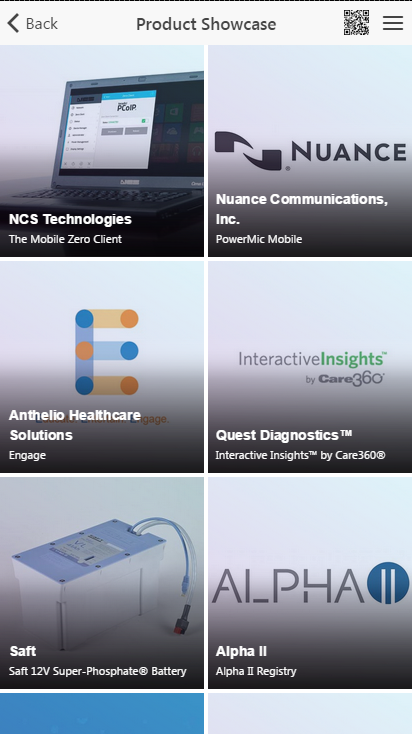 Back
Product Showcase
PCoIP
NCS Technologies
The Mobile Zero Client
NUANCE
Nuance Communications,
Inc.
PowerMic Mobile
Engage.
Anthelio Healthcare
Solutions
Engage
InteractiveInsights™
by Care360®
Quest Diagnostics™
Interactive Insights™ by Care360®
Saft
Saft 12V Super-Phosphate® Battery
ALPHA II
Alpha II
Alpha II Registry